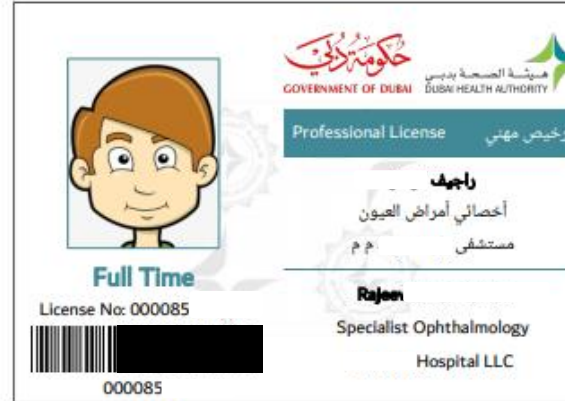 حكومة دبي
GOVERNMENT OF DUBAI
هيئة الصحة بدبي
DUBAI HEALTH AUTHORITY
Professional License
رخيص مهني
راجيف
أخصائي أمراض العيون
مستشفى م م
Full Time
License No: 000085
000085
Rajeev
Specialist Ophthalmology
Hospital LLC